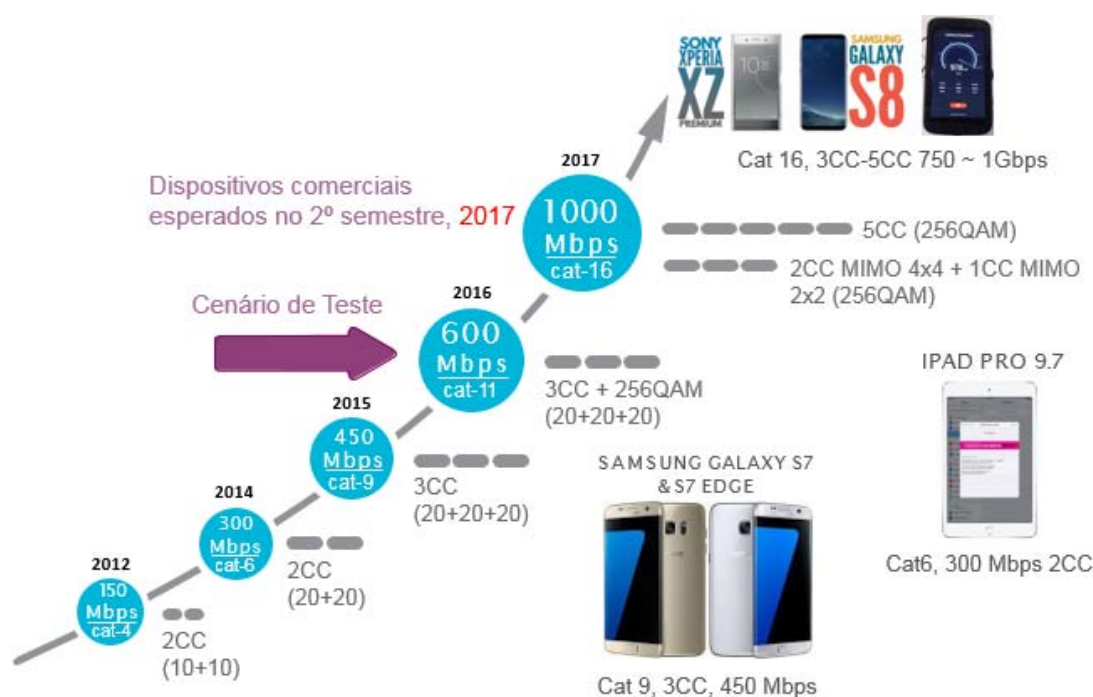 SONY
XPERIA
XZ
PREMIUM
SAMSUNG
GALAXY
S8
Cat 16, 3CC-5CC 750 ~ 1Gbps
2017
Dispositivos comerciais
esperados no 2º semestre, 2017
1000
Mbps
cat-16
5CC (256QAM)
2CC MIMO 4x4 + 1CC MIMO
2x2 (256QAM)
2016
Cenário de Teste
600
Mbps
cat-11
3CC + 256QAM
(20+20+20)
IPAD PRO 9.7
Cat6, 300 Mbps 2CC
2015
450
Mbps
cat-9
3CC
(20+20+20)
SAMSUNG GALAXY S7
& S7 EDGE
Cat 9, 3CC, 450 Mbps
2014
300
Mbps
cat-6
2CC
(20+20)
2012
150
Mbps
cat-4
2CC
(10+10)